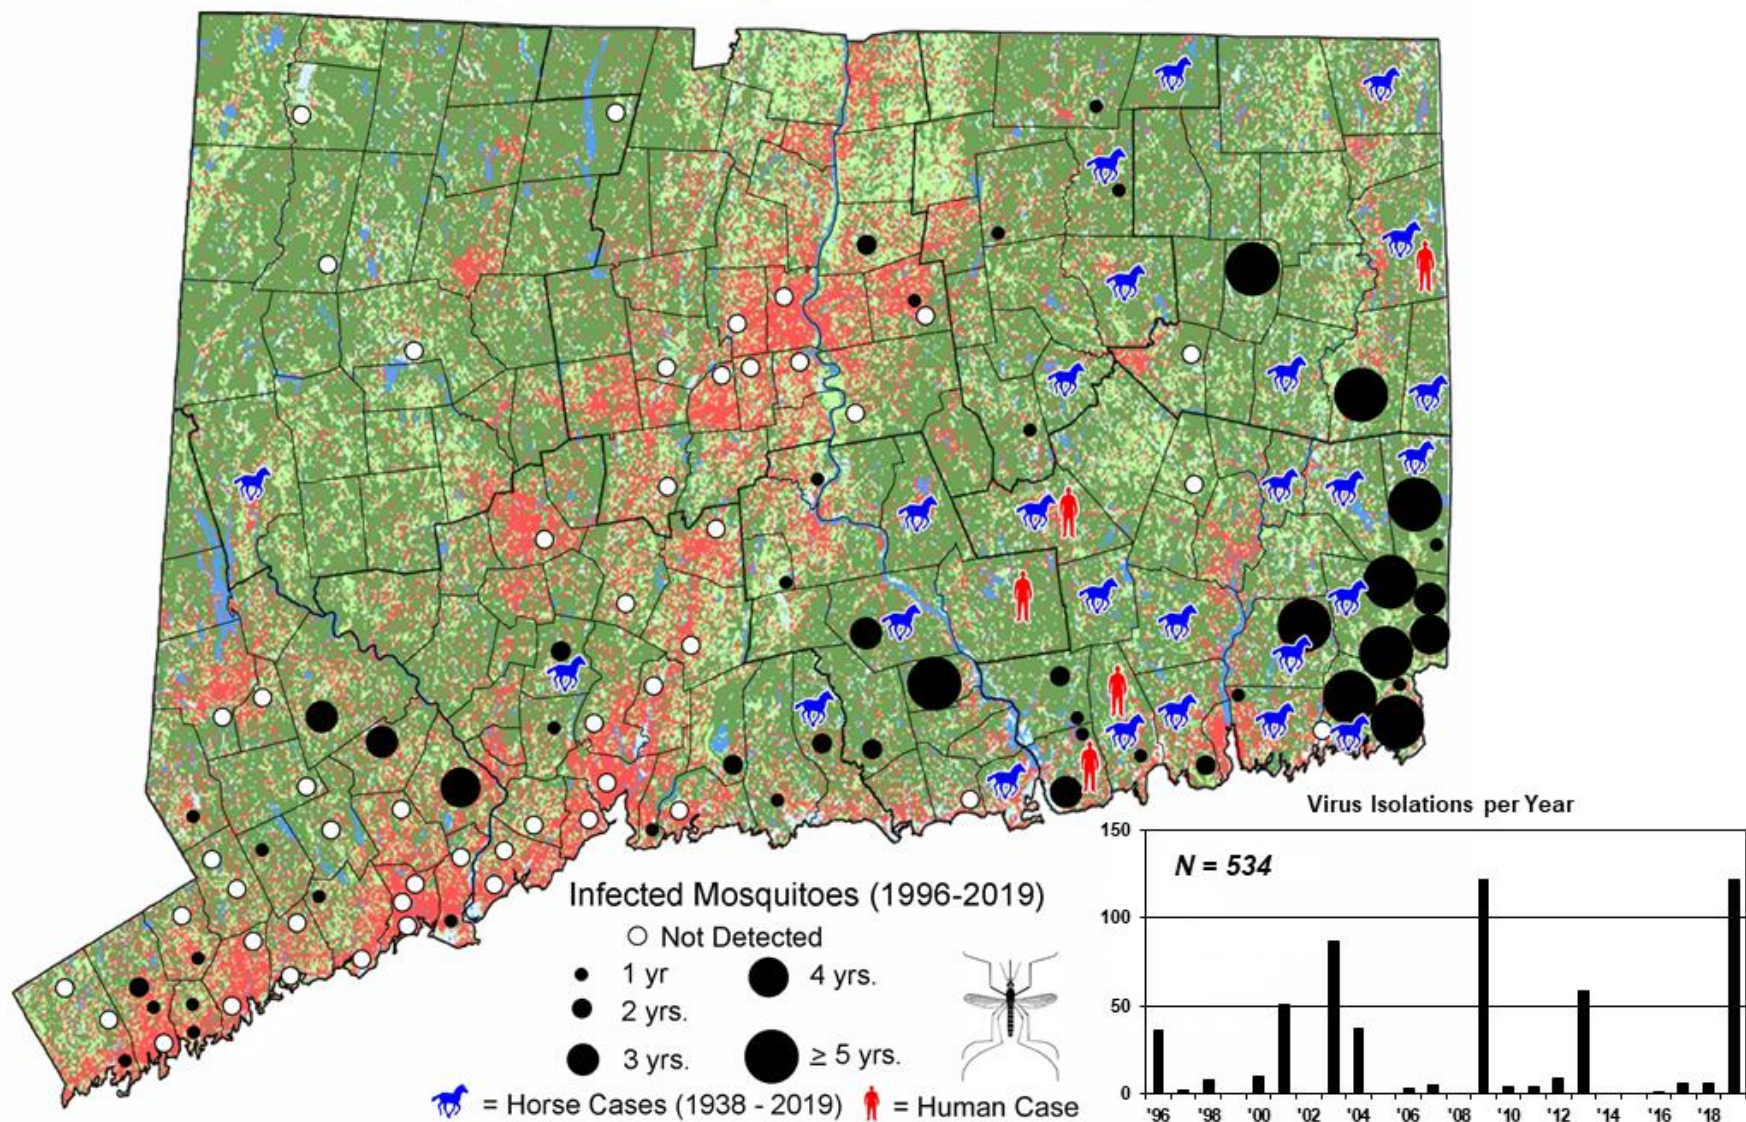 Virus Isolations per Year
150
N = 534
100
50
0
'96 '98 '00 '02 '04 '06 '08 '10 '12 '14 '16 '18
Infected Mosquitoes (1996-2019)
Not Detected
1 yr
4 yrs.
2 yrs.
3 yrs.
≥ 5 yrs.
= Horse Cases (1938 - 2019)
= Human Case